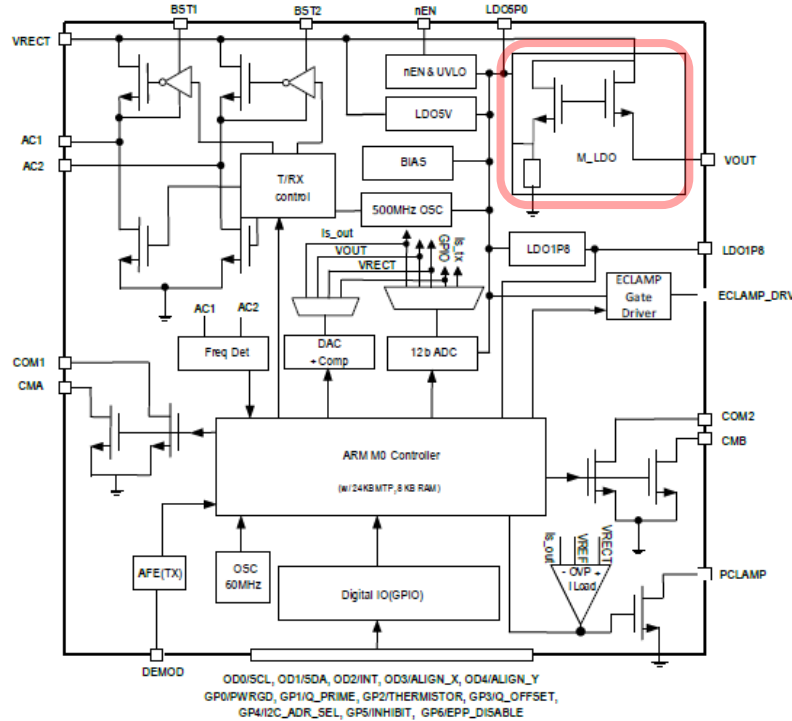 BST1 BST2 nEN LDO5P0
VRECT
nEN & UVLO
LDO5V
AC1
AC2
BIAS
M_LDO
VOUT
T/RX
control
500MHz OSC
Is_out
VOUT
VRECT
GPIO
Is_tx
LDO1P8
LDO1P8
ECLAMP
Gate
Driver
ECLAMP_DRV
AC1 AC2
Freq Det
DAC
+ Comp
12b ADC
COM1
CMA
COM2
CMB
ARM M0 Controller
(w/ 24KB MTP, 8 KB RAM)
Is_out
VREF
VRECT
- OVP +
I Load
AFE(TX)
OSC
60MHz
Digital IO(GPIO)
PCLAMP
DEMOD
OD0/SCL, OD1/SDA, OD2/INT, OD3/ALIGN_X, OD4/ALIGN_Y
GP0/PWRGD, GP1/Q_PRIME, GP2/THERMISTOR, GP3/Q_OFFSET,
GP4/I2C_ADR_SEL, GP5/INHIBIT, GP6/EPP_DISABLE